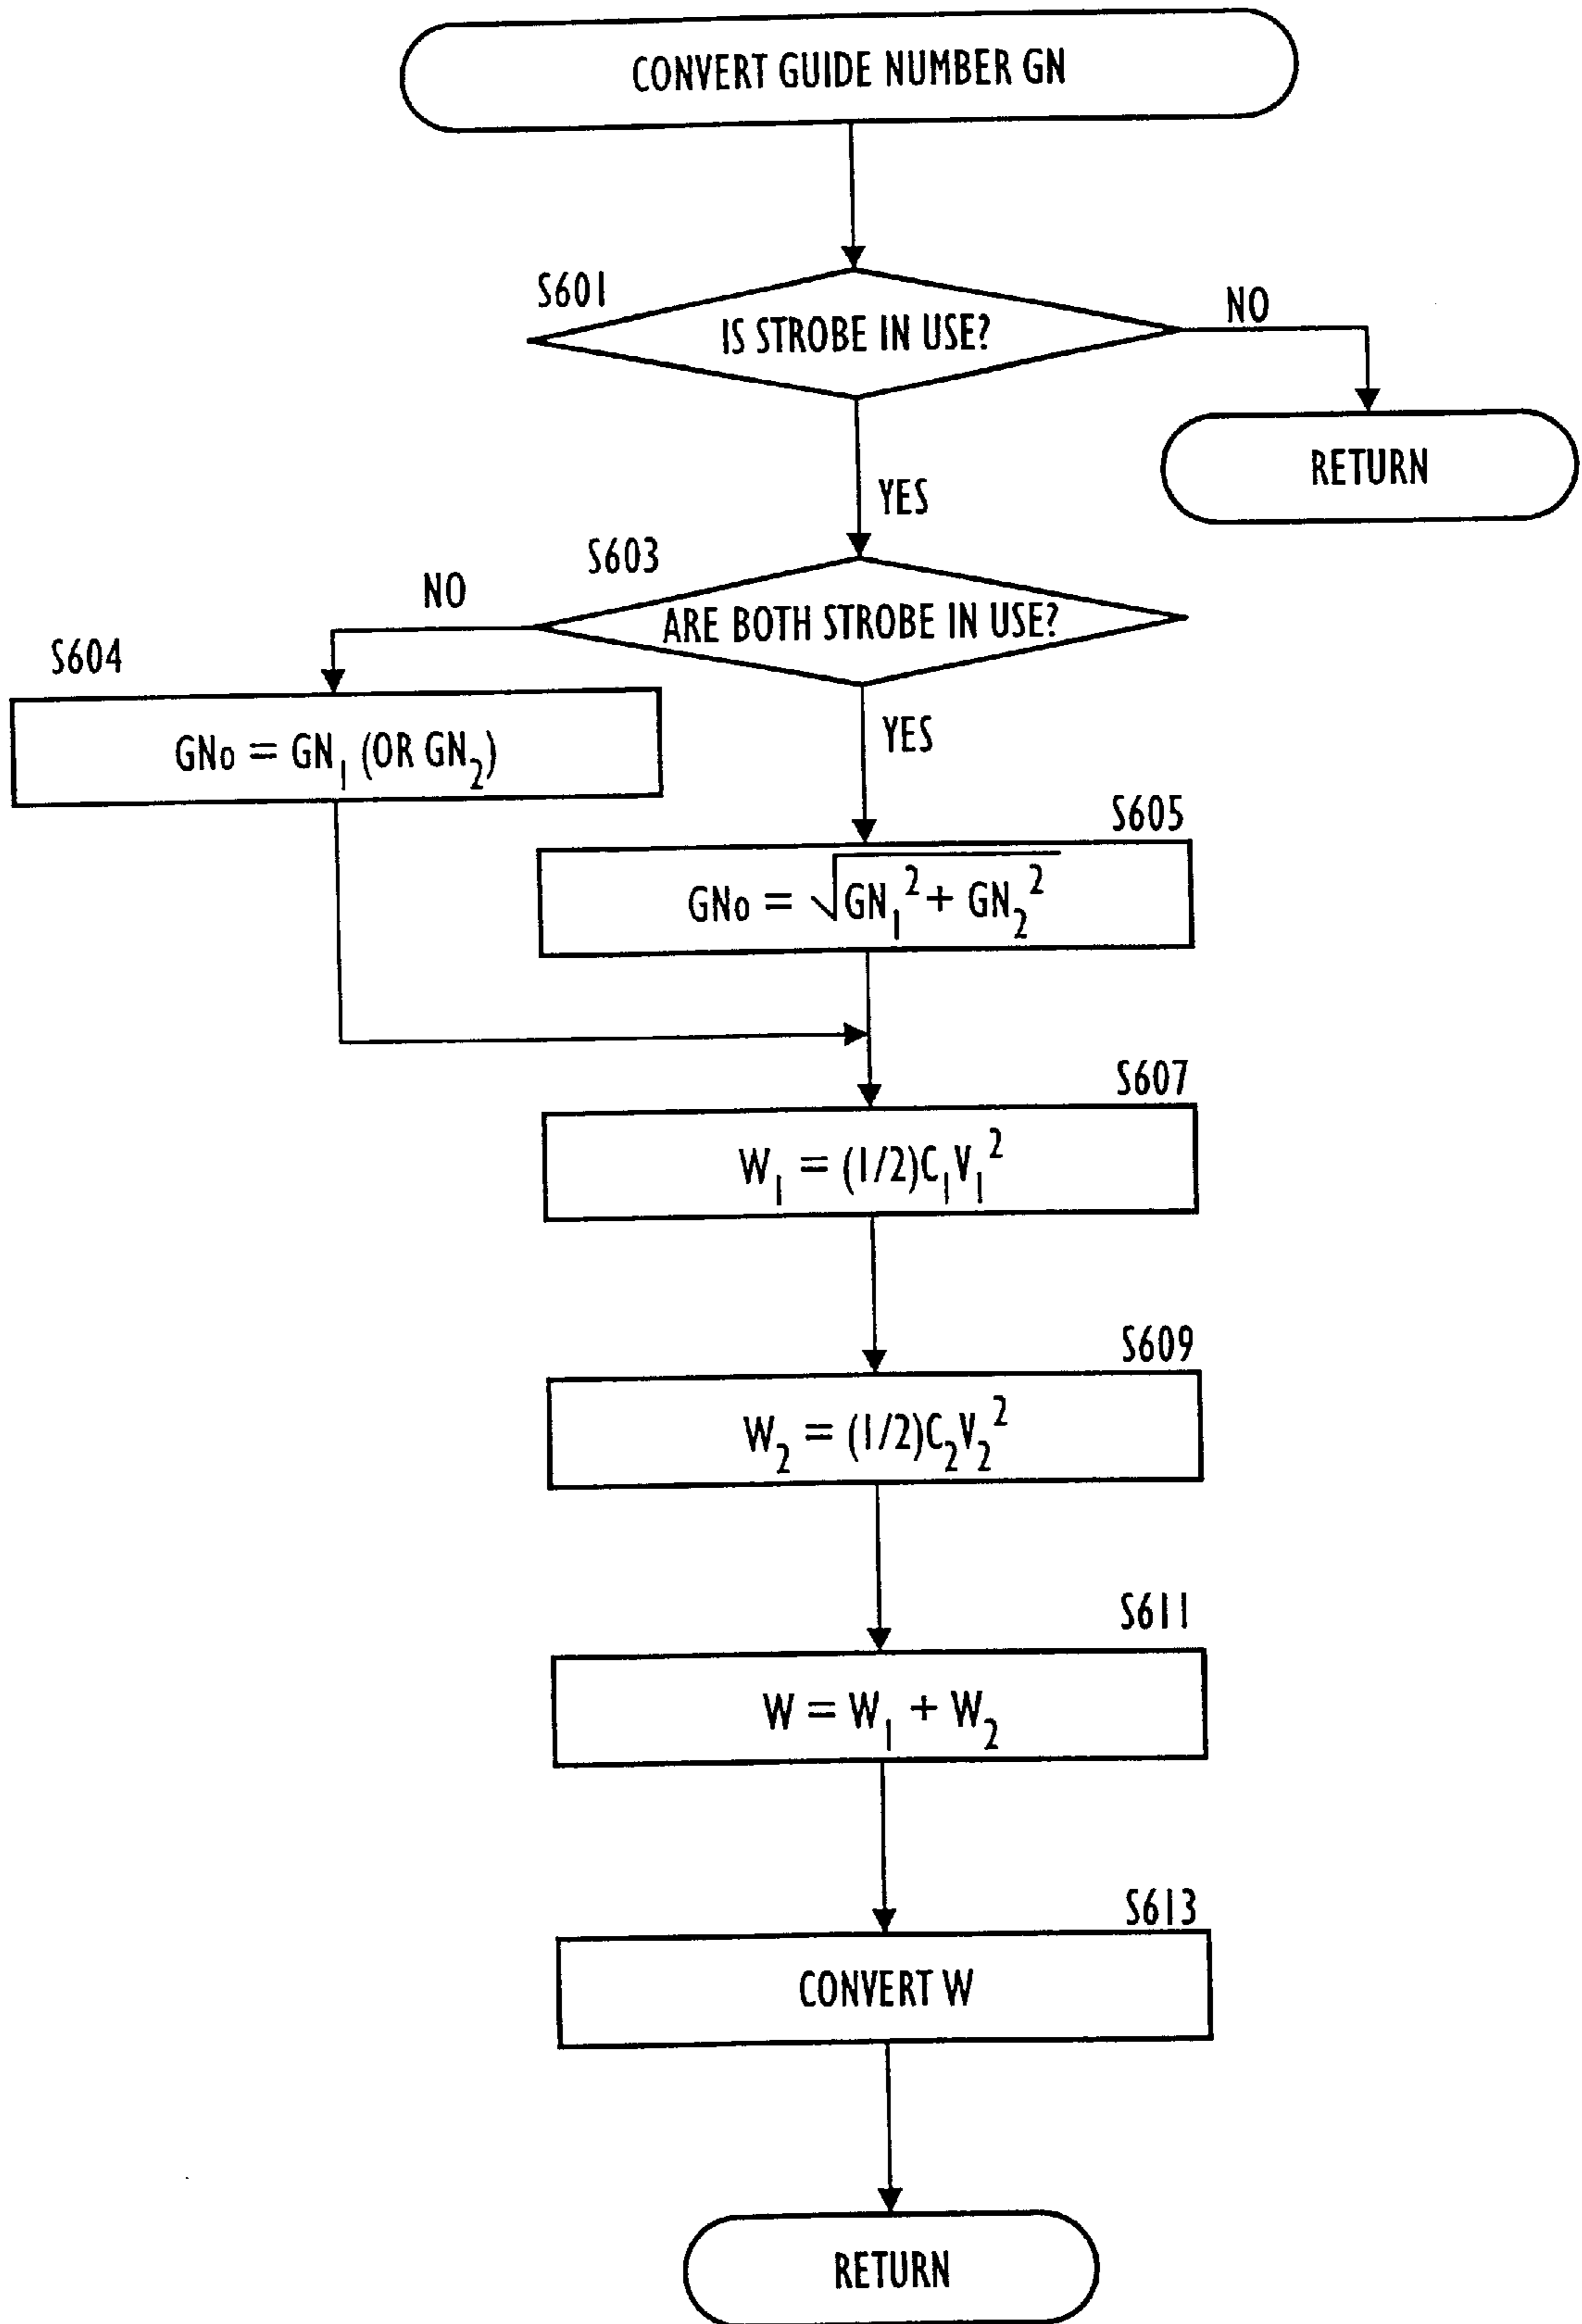 CONVERT GUIDE NUMBER GN
S601
IS STROBE IN USE?
NO
RETURN
YES
S603
NO
ARE BOTH STROBE IN USE?
S604
GNo = GN₁ (OR GN₂)
YES
S605
GNo = √GN₁² + GN₂²
S607
W₁ = (1/2)C₁V₁²
S609
W₂ = (1/2)C₂V₂²
S611
W = W₁ + W₂
S613
CONVERT W
RETURN